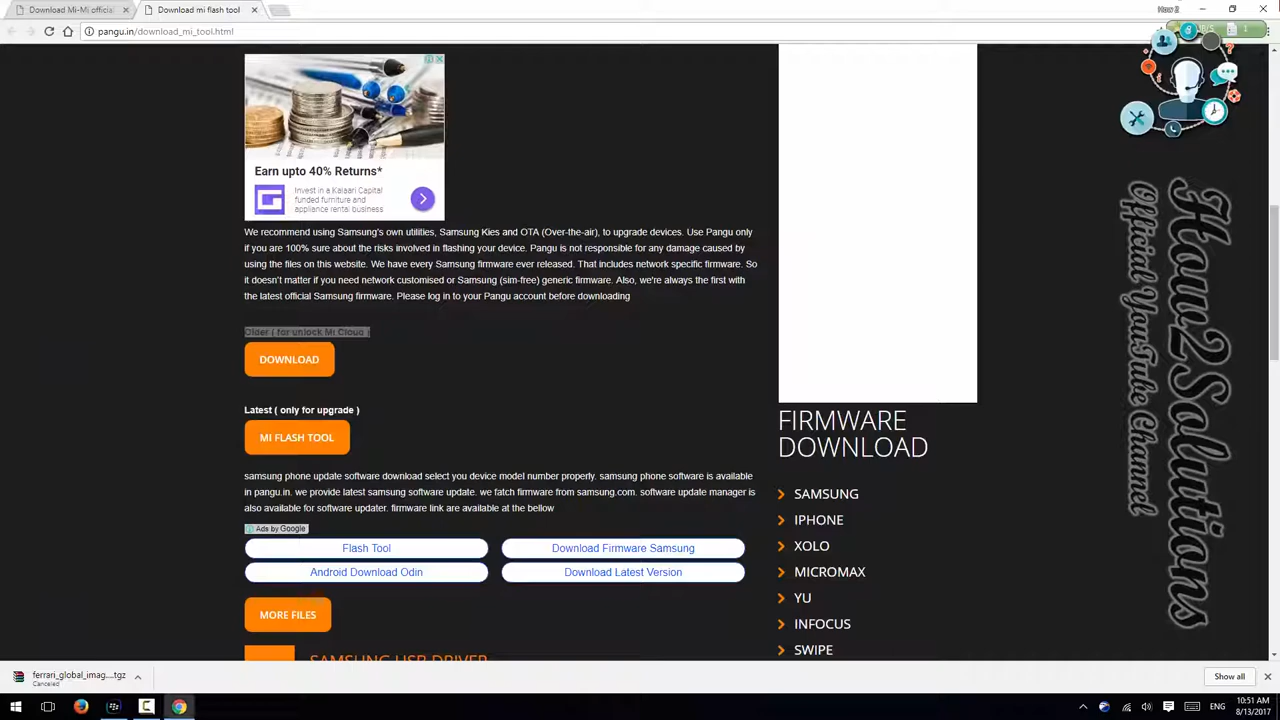 Download Mi-Mi offici
Download mi flash tool
How 2
pangu.in/download_mi_tool.html
1
Earn upto 40% Returns*
Invest in a Kalaari Capital
funded furniture and
appliance rental business
We recommend using Samsung's own utilities, Samsung Kies and OTA (Over-the-air), to upgrade devices. Use Pangu only
if you are 100% sure about the risks involved in flashing your device. Pangu is not responsible for any damage caused by
using the files on this website. We have every Samsung firmware ever released. That includes network specific firmware. So
it doesn't matter if you need network customised or Samsung (sim-free) generic firmware. Also, we're always the first with
the latest official Samsung firmware. Please log in to your Pangu account before downloading
Older ( for unlock Mi Cloud )
DOWNLOAD
Latest ( only for upgrade )
MI FLASH TOOL
samsung phone update software download select you device model number properly. samsung phone software is available
in pangu.in. we provide latest samsung software update. we fatch firmware from samsung.com. software update manager is
also available for software updater. firmware link are available at the bellow
Ads by Google
Flash Tool
Download Firmware Samsung
Android Download Odin
Download Latest Version
MORE FILES
SAMSUNG USB DRIVER
FIRMWARE
DOWNLOAD
SAMSUNG
IPHONE
XOLO
MICROMAX
YU
INFOCUS
SWIPE
How2Solutions
Official YouTube Channel
ferrari_global_imag....tgz
Canceled
Show all
ENG
10:51 AM
8/13/2017